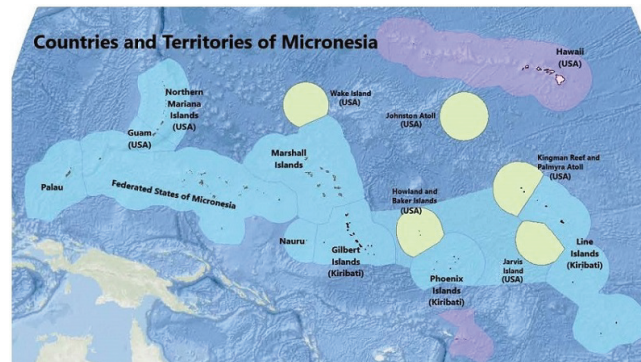 Countries and Territories of Micronesia
Hawaii
(USA)
Northern
Mariana
Islands
(USA)
Wake Island
(USA)
Johnston Atoll
(USA)
Guam
(USA)
Marshall
Islands
Kingman Reef and
Palmyra Atoll
(USA)
Palau
Federated States of Micronesia
Howland and
Baker Islands
(USA)
Nauru
Gilbert
Islands
(Kiribati)
Line
Islands
(Kiribati)
Jarvis
Island
(USA)
Phoenix
Islands
(Kiribati)